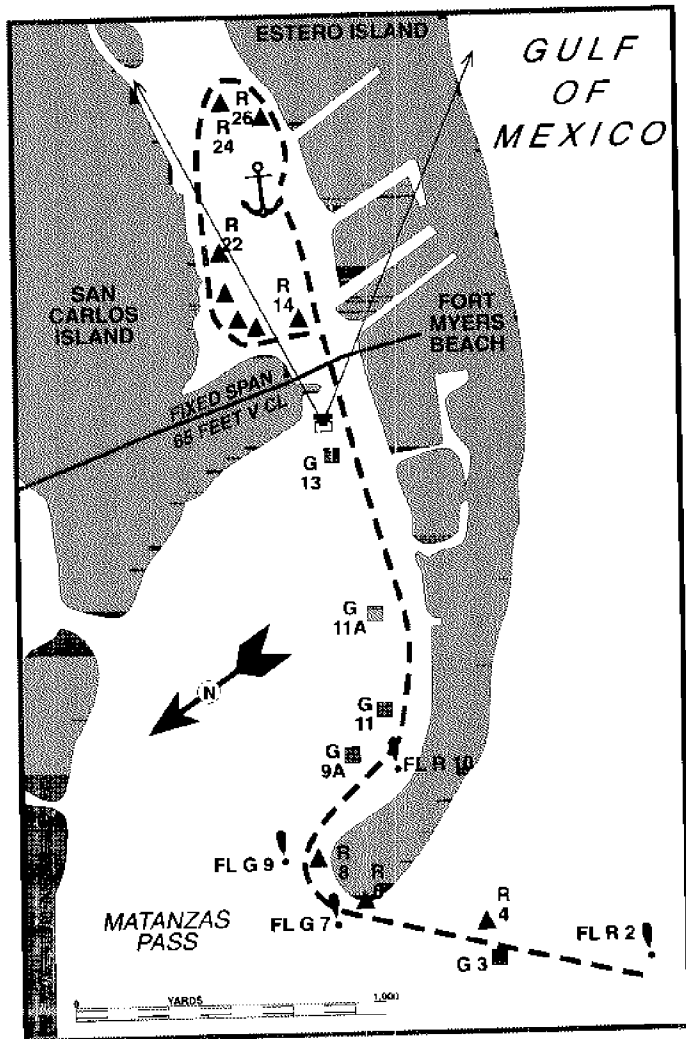 ESTERO ISLAND
GULF
OF
MEXICO
R
26
R
24
R
22
R
14
SAN
CARLOS
ISLAND
FORT
MYERS
BEACH
FIXED SPAN
65 FEET V CL
G
13
G
11A
N
G
11
G
9A
FL R 10
FL G 9
R
8
R
FL G 7
R
4
MATANZAS
PASS
FL R 2
G 3
0
YARDS
1,000